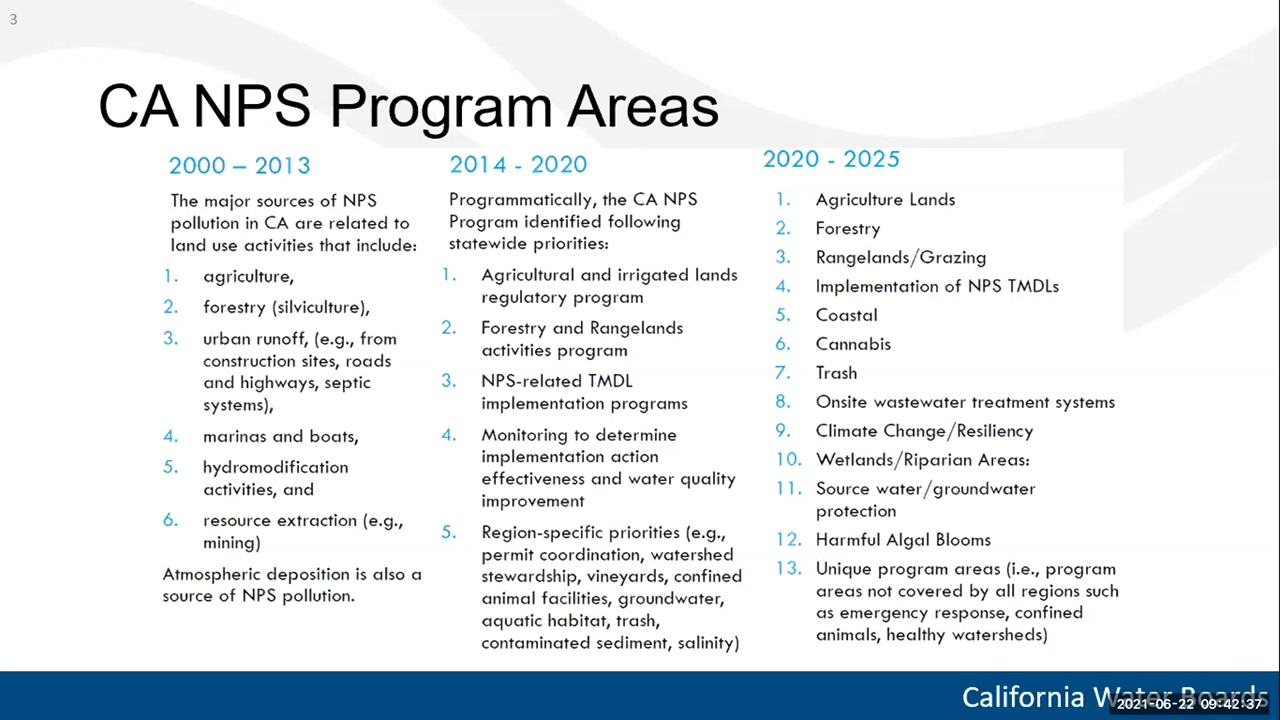 3
CA NPS Program Areas
2000 – 2013
The major sources of NPS
pollution in CA are related to
land use activities that include:
1. agriculture,
2. forestry (silviculture),
3. urban runoff, (e.g., from
construction sites, roads
and highways, septic
systems),
4. marinas and boats,
5. hydromodification
activities, and
6. resource extraction (e.g.,
mining)
Atmospheric deposition is also a
source of NPS pollution.
2014 - 2020
Programmatically, the CA NPS
Program identified following
statewide priorities:
1. Agricultural and irrigated lands
regulatory program
2. Forestry and Rangelands
activities program
3. NPS-related TMDL
implementation programs
4. Monitoring to determine
implementation action
effectiveness and water quality
improvement
5. Region-specific priorities (e.g.,
permit coordination, watershed
stewardship, vineyards, confined
animal facilities, groundwater,
aquatic habitat, trash,
contaminated sediment, salinity)
2020 - 2025
1. Agriculture Lands
2. Forestry
3. Rangelands/Grazing
4. Implementation of NPS TMDLs
5. Coastal
6. Cannabis
7. Trash
8. Onsite wastewater treatment systems
9. Climate Change/Resiliency
10. Wetlands/Riparian Areas:
11. Source water/groundwater
protection
12. Harmful Algal Blooms
13. Unique program areas (i.e., program
areas not covered by all regions such
as emergency response, confined
animals, healthy watersheds)
California Water Boards
2021-06-22 09:42:37